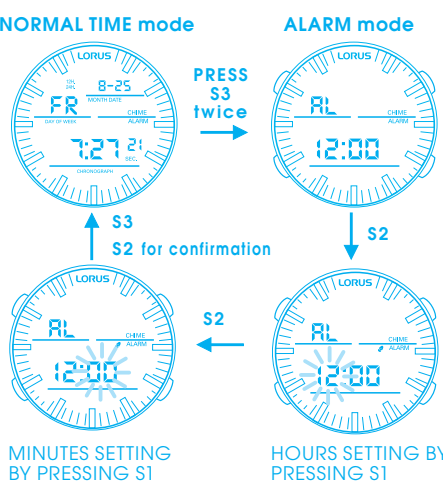 NORMAL TIME mode
ALARM mode
LORUS
12H.
24H.
8-25
MONTH DATE
FR
DAY OF WEEK
CHIME
ALARM
7:27 21
SEC.
CHRONOGRAPH
PRESS
S3
twice
LORUS
AL
CHIME
ALARM
12:00
S3
S2 for confirmation
S2
LORUS
AL
CHIME
ALARM
12:00
S2
LORUS
AL
CHIME
ALARM
12:00
MINUTES SETTING
BY PRESSING S1
HOURS SETTING BY
PRESSING S1